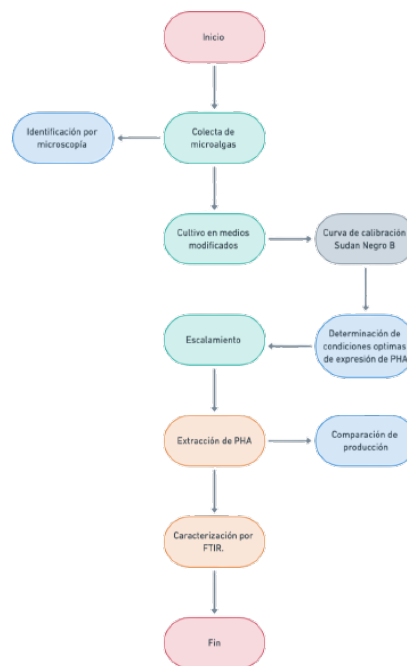 Inicio
Identificación por
microscopía
Colecta de
microalgas
Cultivo en medios
modificados
Curva de calibración
Sudan Negro B
Escalamiento
Determinación de
condiciones optimas
de expresión de PHA
Extracción de PHA
Comparación de
producción
Caracterización por
FTIR.
Fin